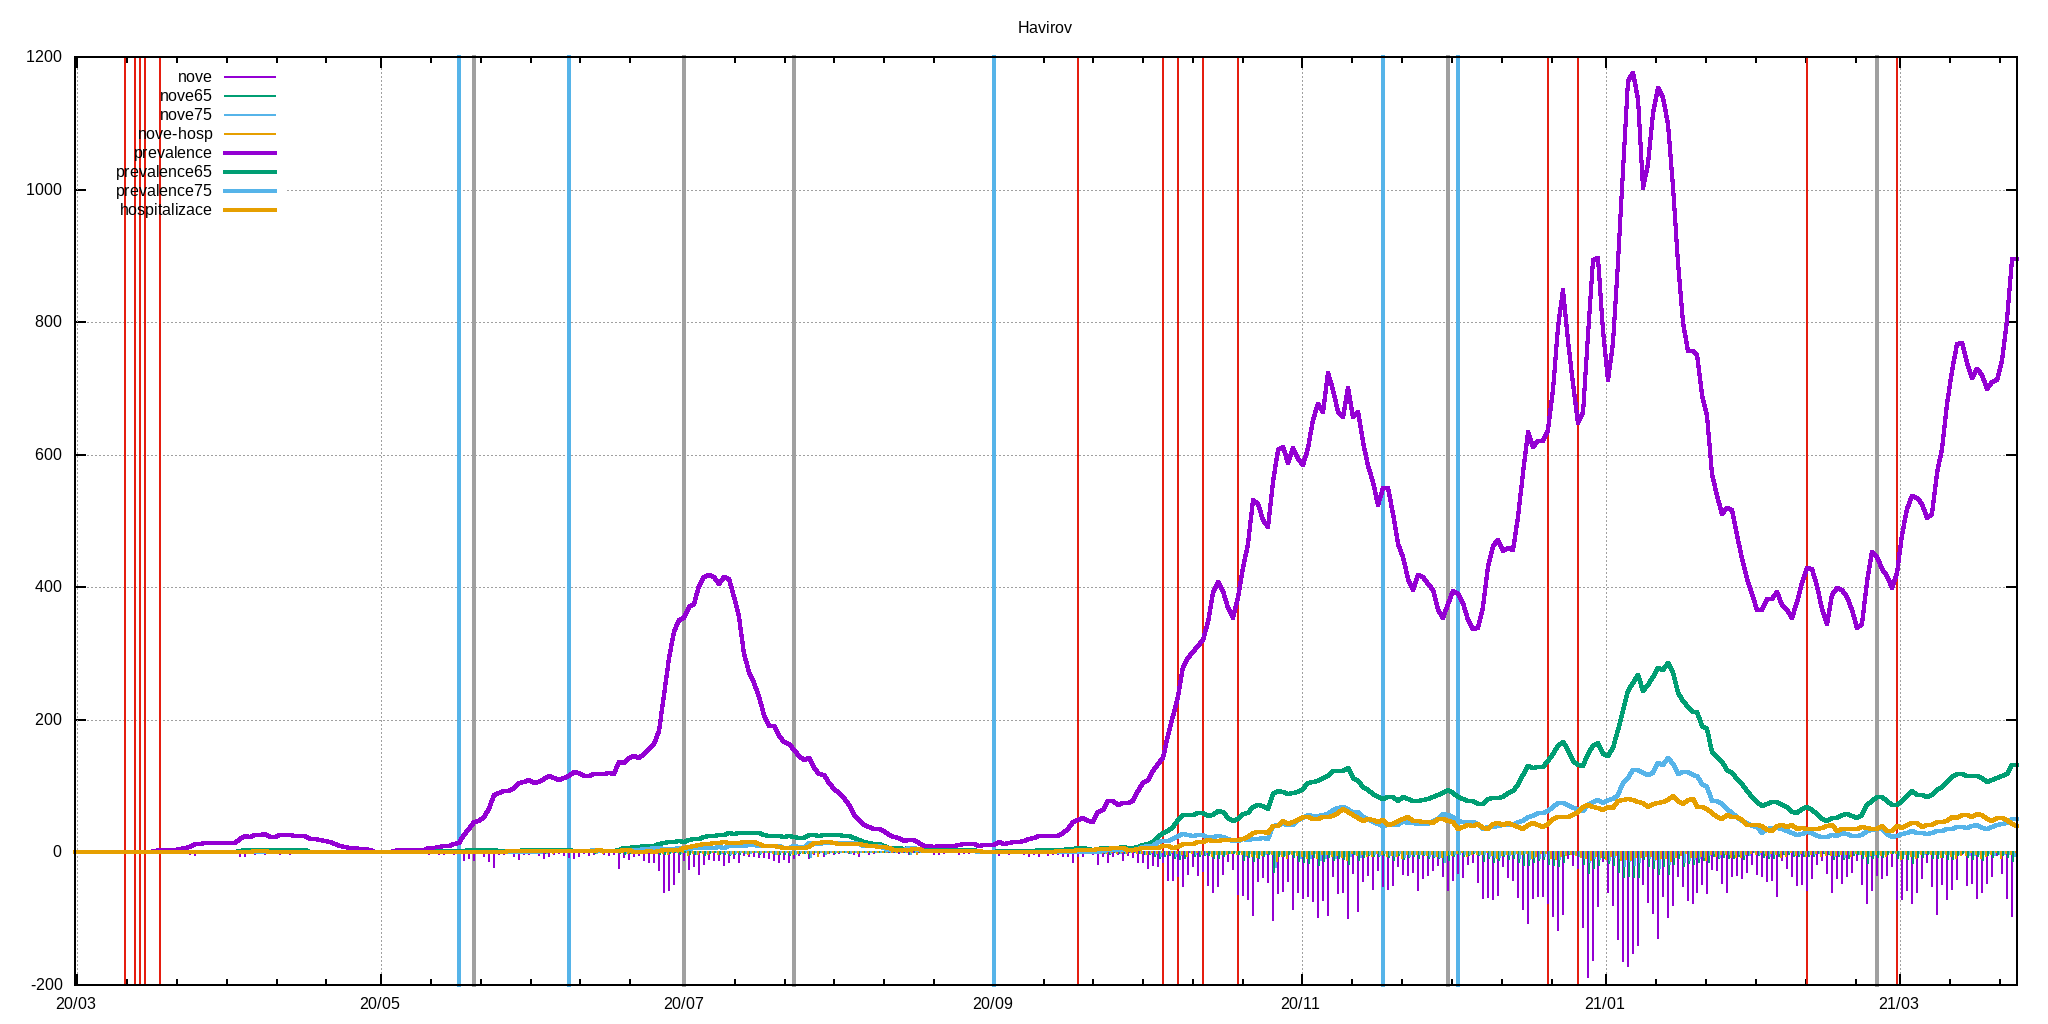 Havirov
1200
1000
800
600
400
200
0
-200
nove
nove65
nove75
nove-hosp
prevalence
prevalence65
prevalence75
hospitalizace
20/03 20/05 20/07 20/09 20/11 21/01 21/03